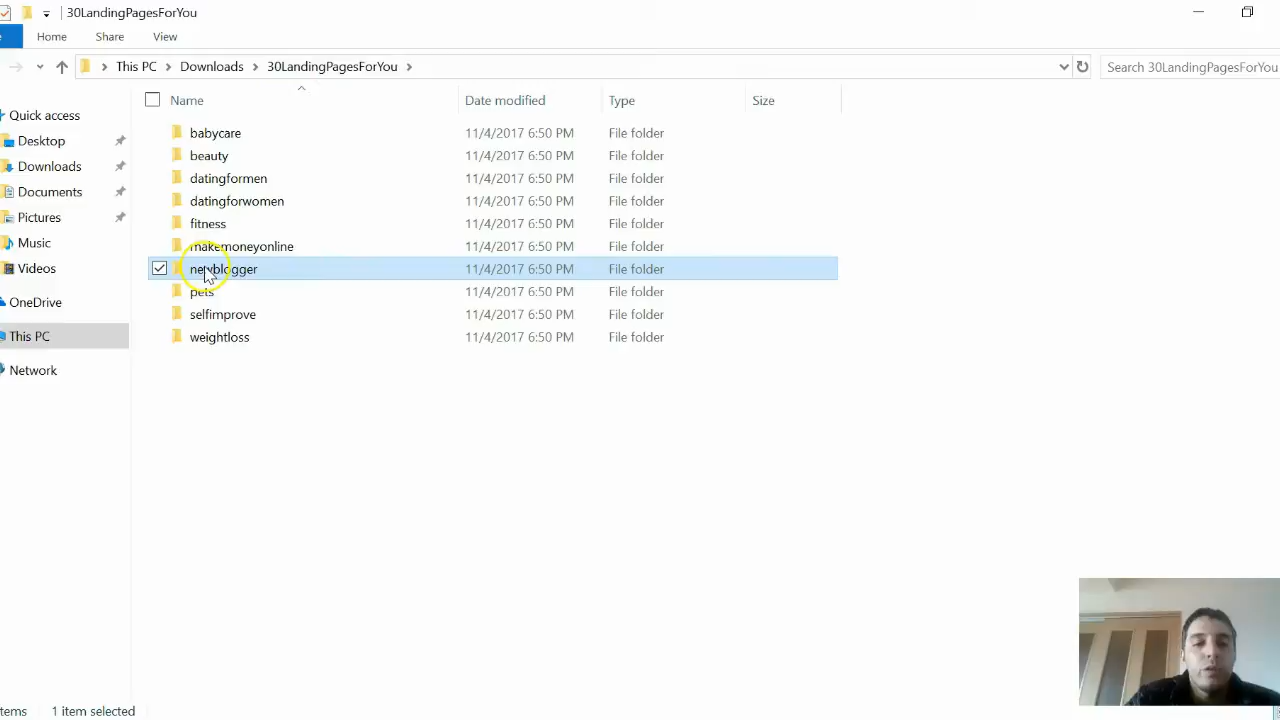 30LandingPagesForYou
Home Share View
This PC Downloads 30LandingPagesForYou
Search 30LandingPagesForYou
Name Date modified Type Size
Quick access
Desktop
Downloads
Documents
Pictures
Music
Videos
OneDrive
This PC
Network
babycare 11/4/2017 6:50 PM File folder
beauty 11/4/2017 6:50 PM File folder
datingformen 11/4/2017 6:50 PM File folder
datingforwomen 11/4/2017 6:50 PM File folder
fitness 11/4/2017 6:50 PM File folder
makemoneyonline 11/4/2017 6:50 PM File folder
newblogger 11/4/2017 6:50 PM File folder
pets 11/4/2017 6:50 PM File folder
selfimprove 11/4/2017 6:50 PM File folder
weightloss 11/4/2017 6:50 PM File folder
tems 1 item selected